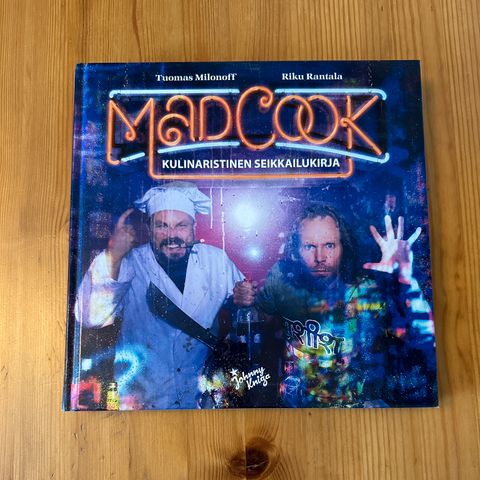 Tuomas Milonoff Riku Rantala
MADCOOK
KULINARISTINEN SEIKKAILUKIRJA
Johnny
Kniga